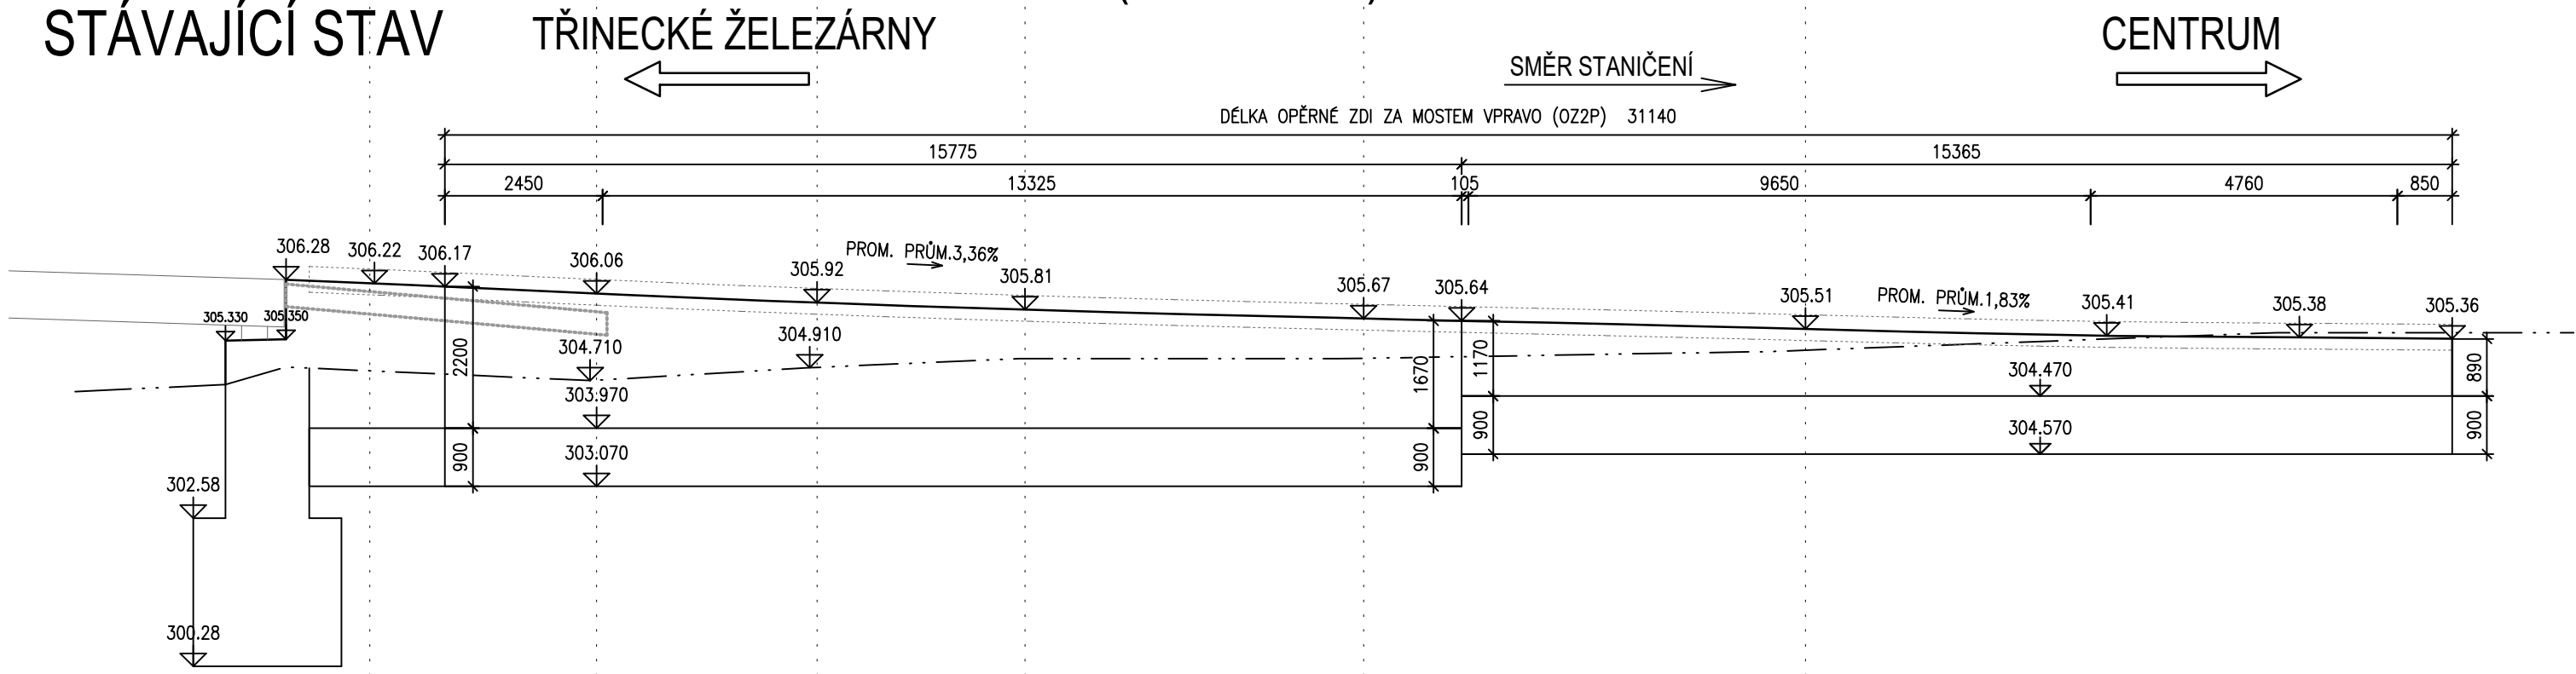 STÁVAJÍCÍ STAV
TŘINECKÉ ŽELEZÁRNY
CENTRUM
SMĚR STANIČENÍ
DÉLKA OPĚRNÉ ZDI ZA MOSTEM VPRAVO (OZ2P) 31140
15775 15365
2450 13325 105 9650 4760 850
306.28 306.22 306.17 306.06 305.92 PROM. PRŮM.3,36% 305.81 305.67 305.64 305.51 PROM. PRŮM.1,83% 305.41 305.38 305.36
305.330 305.350
304.710 304.910
2200 1670 1170 304.470 890
303.970
900 303.070 900 900 304.570 900
302.58
300.28